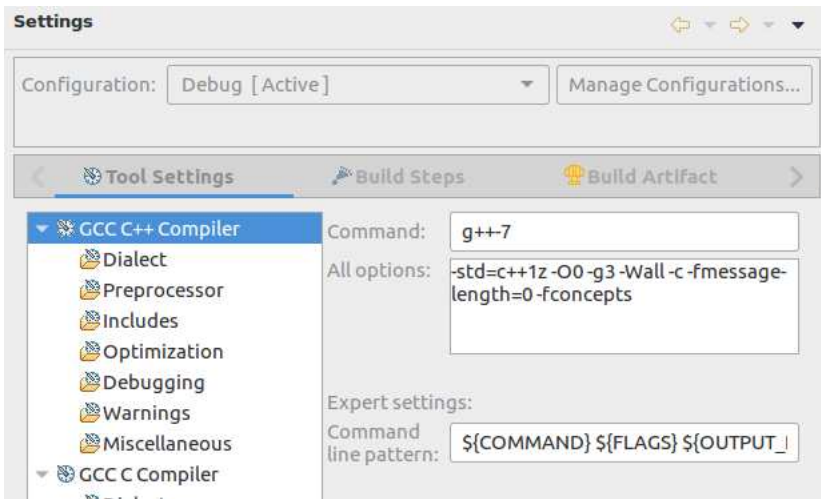 Settings
Configuration: Debug [ Active ] Manage Configurations...
Tool Settings Build Steps Build Artifact
GCC C++ Compiler
Dialect
Preprocessor
Includes
Optimization
Debugging
Warnings
Miscellaneous
GCC C Compiler
Command: g++-7
All options: -std=c++1z -O0 -g3 -Wall -c -fmessage-
length=0 -fconcepts
Expert settings:
Command
line pattern: ${COMMAND} ${FLAGS} ${OUTPUT_